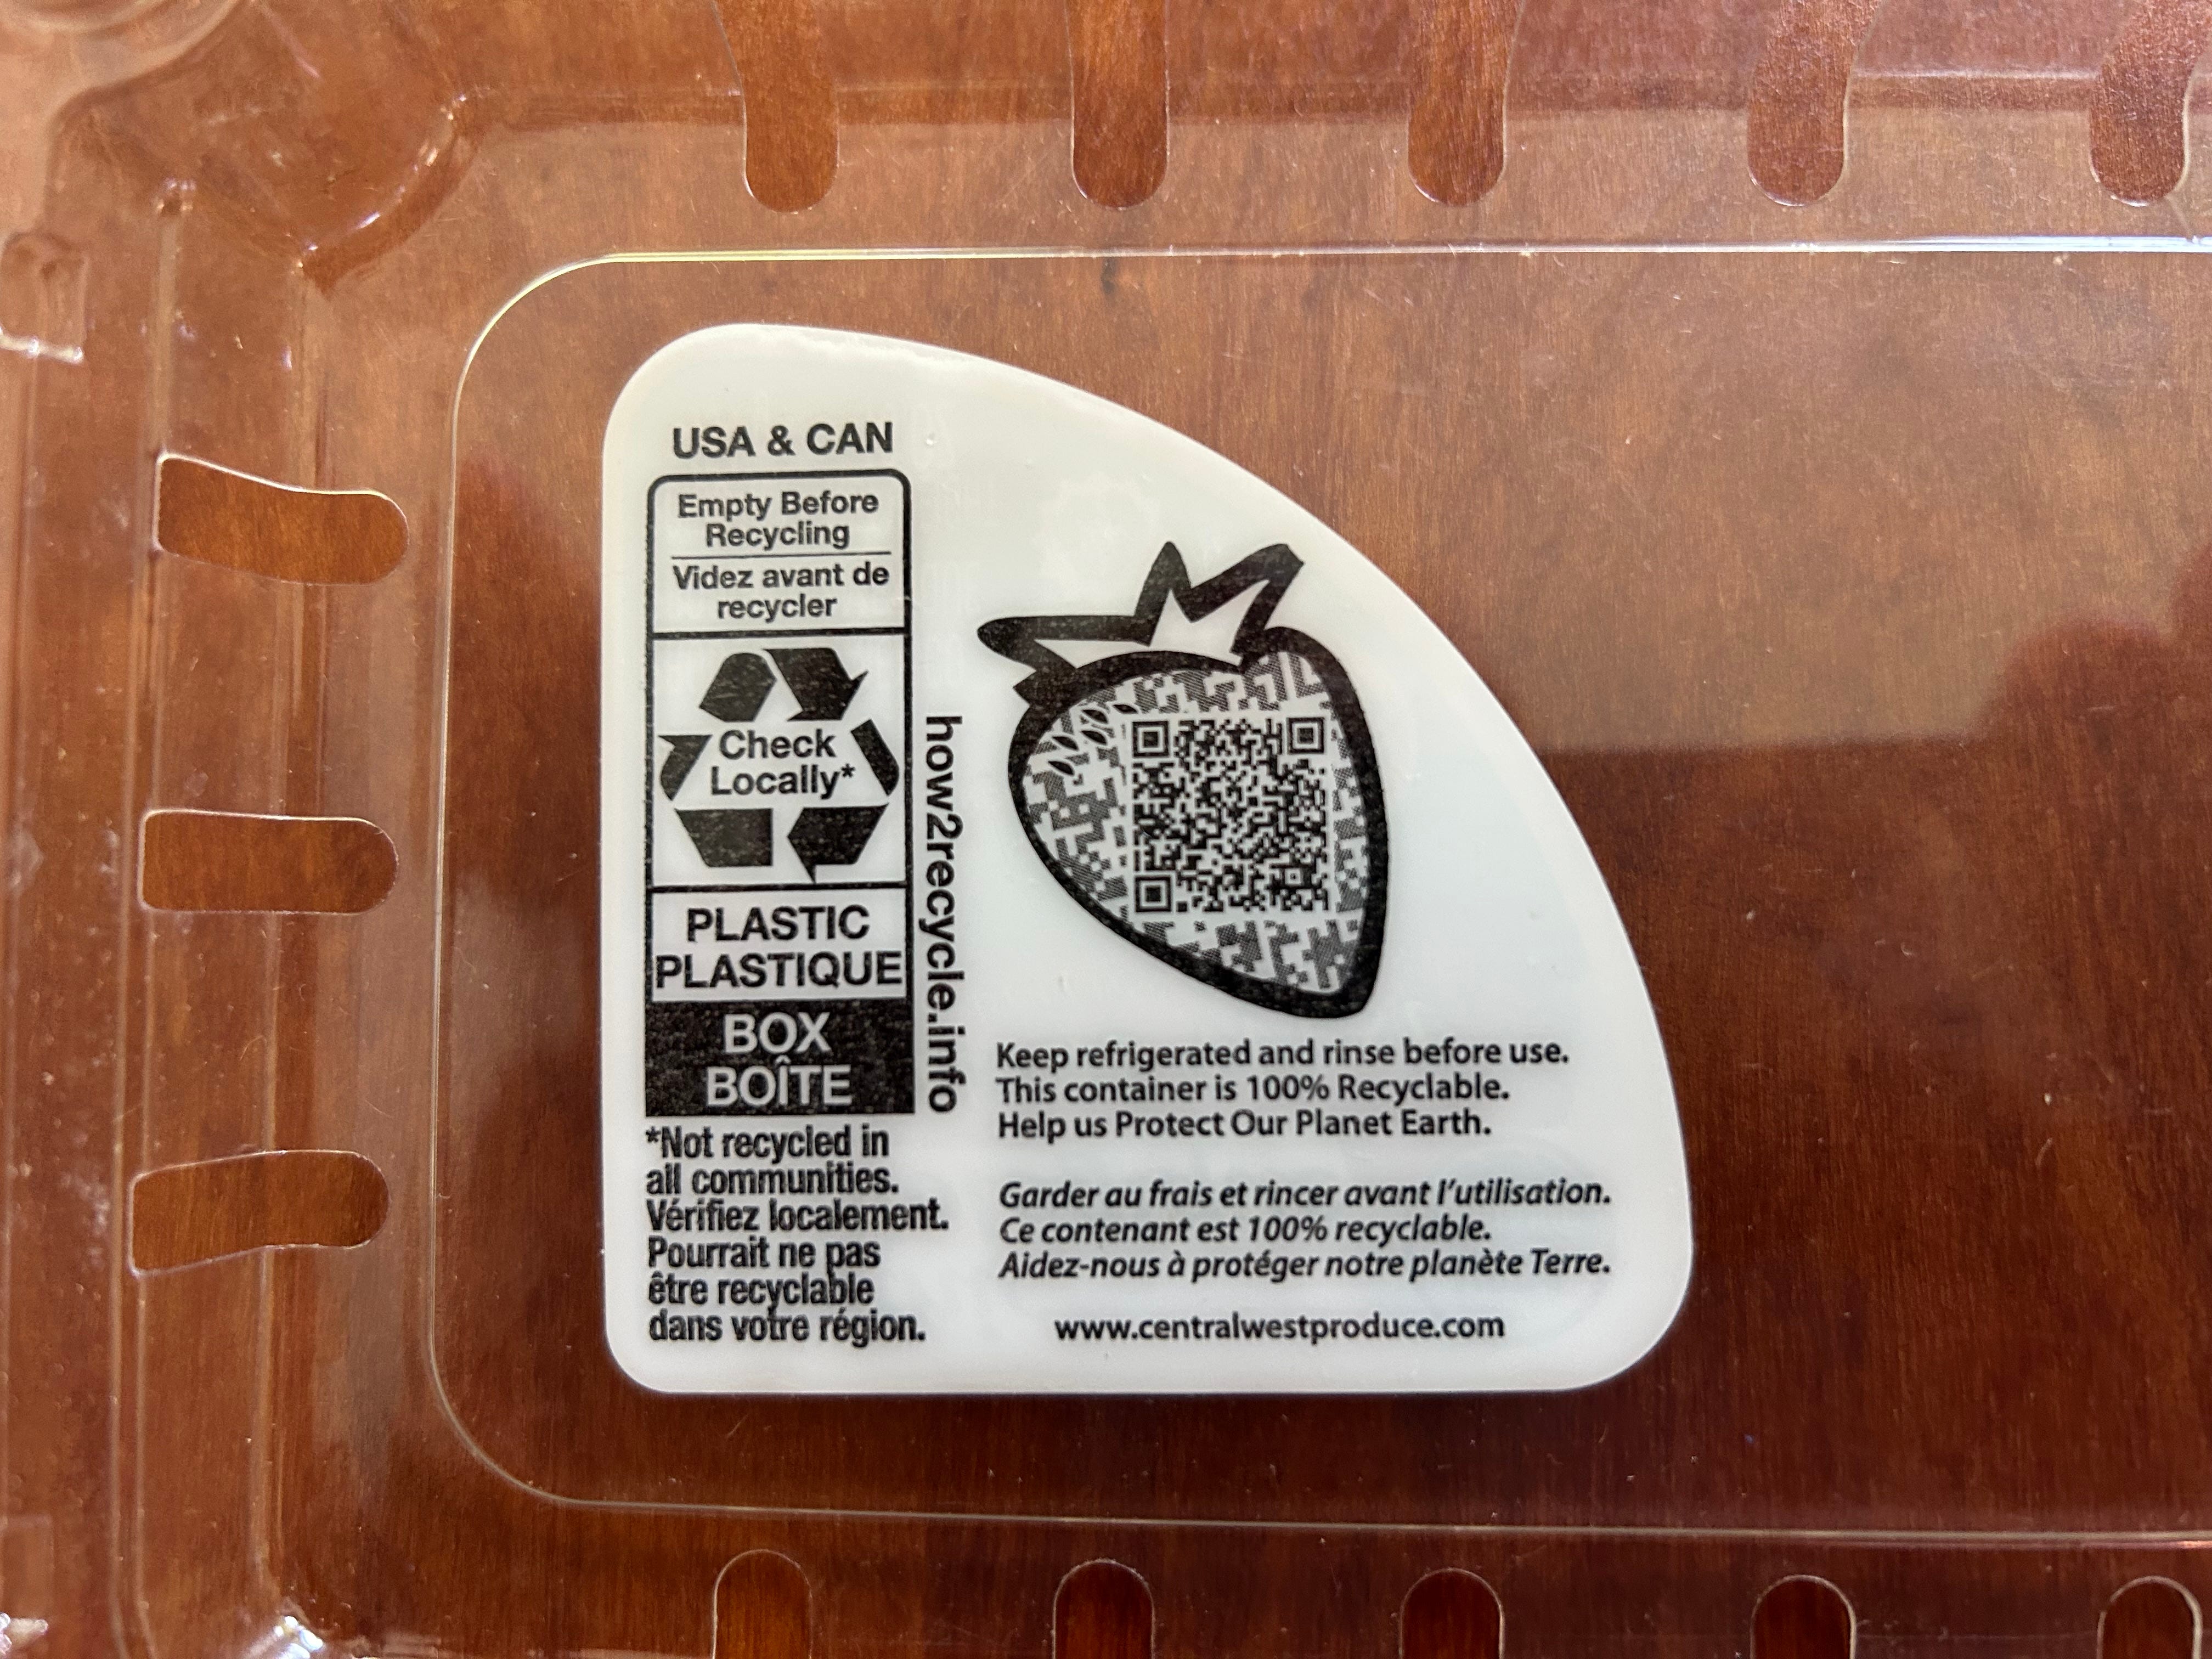 USA & CAN
Empty Before
Recycling
Videz avant de
recycler
Check
Locally*
PLASTIC
PLASTIQUE
BOX
BOÎTE
how2recycle.info
*Not recycled in
all communities.
Vérifiez localement.
Pourrait ne pas
être recyclable
dans votre région.
Keep refrigerated and rinse before use.
This container is 100% Recyclable.
Help us Protect Our Planet Earth.
Garder au frais et rincer avant l'utilisation.
Ce contenant est 100% recyclable.
Aidez-nous à protéger notre planète Terre.
www.centralwestproduce.com